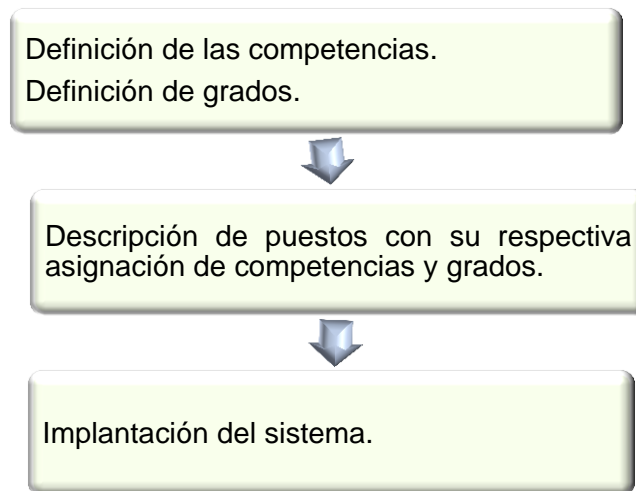 Definición de las competencias.
Definición de grados.
Descripción de puestos con su respectiva
asignación de competencias y grados.
Implantación del sistema.